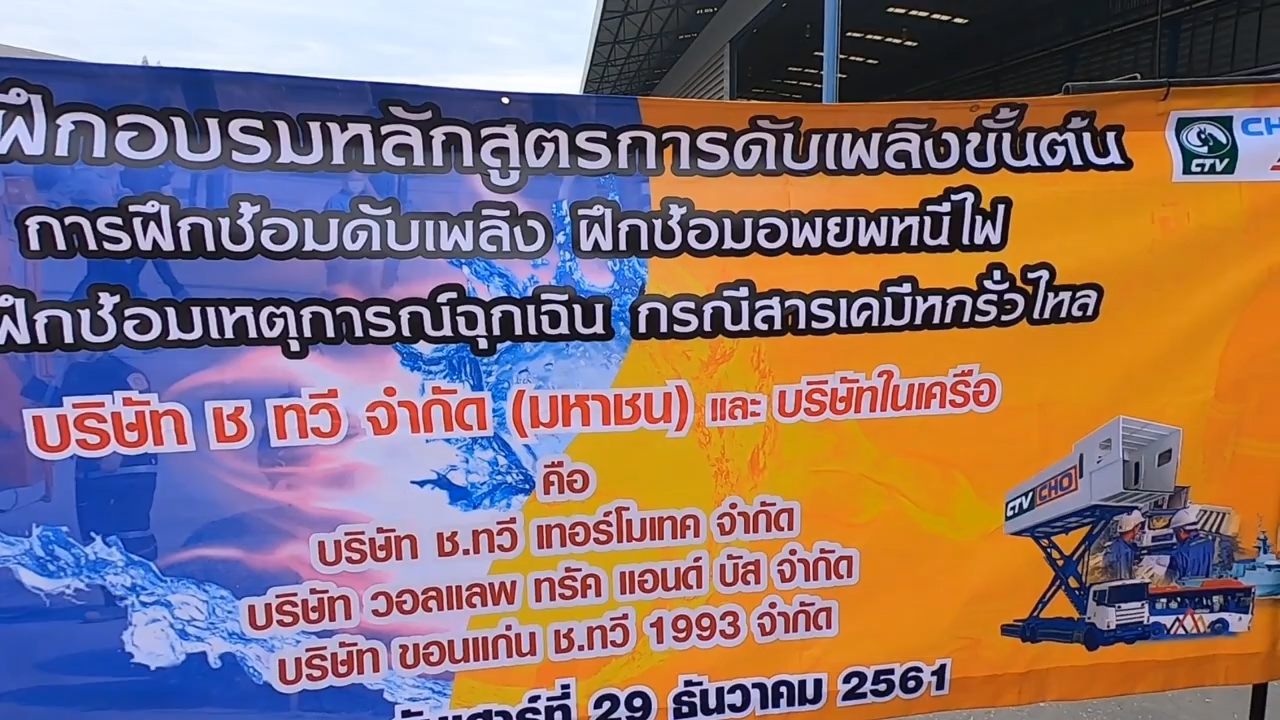 ฝึกอบรมหลักสูตรการดับเพลิงขั้นต้น
การฝึกซ้อมดับเพลิง ฝึกซ้อมอพยพหนีไฟ
ฝึกซ้อมเหตุการณ์ฉุกเฉิน กรณีสารเคมีหกรั่วไหล
บริษัท ช ทวี จำกัด (มหาชน) และ บริษัทในเครือ
คือ
บริษัท ช.ทวี เทอร์โมเทค จำกัด
บริษัท วอลแลพ ทรัค แอนด์ บัส จำกัด
บริษัท ขอนแก่น ช.ทวี 1993 จำกัด
วันเสาร์ที่ 29 ธันวาคม 2561
CTV
CTV CHO